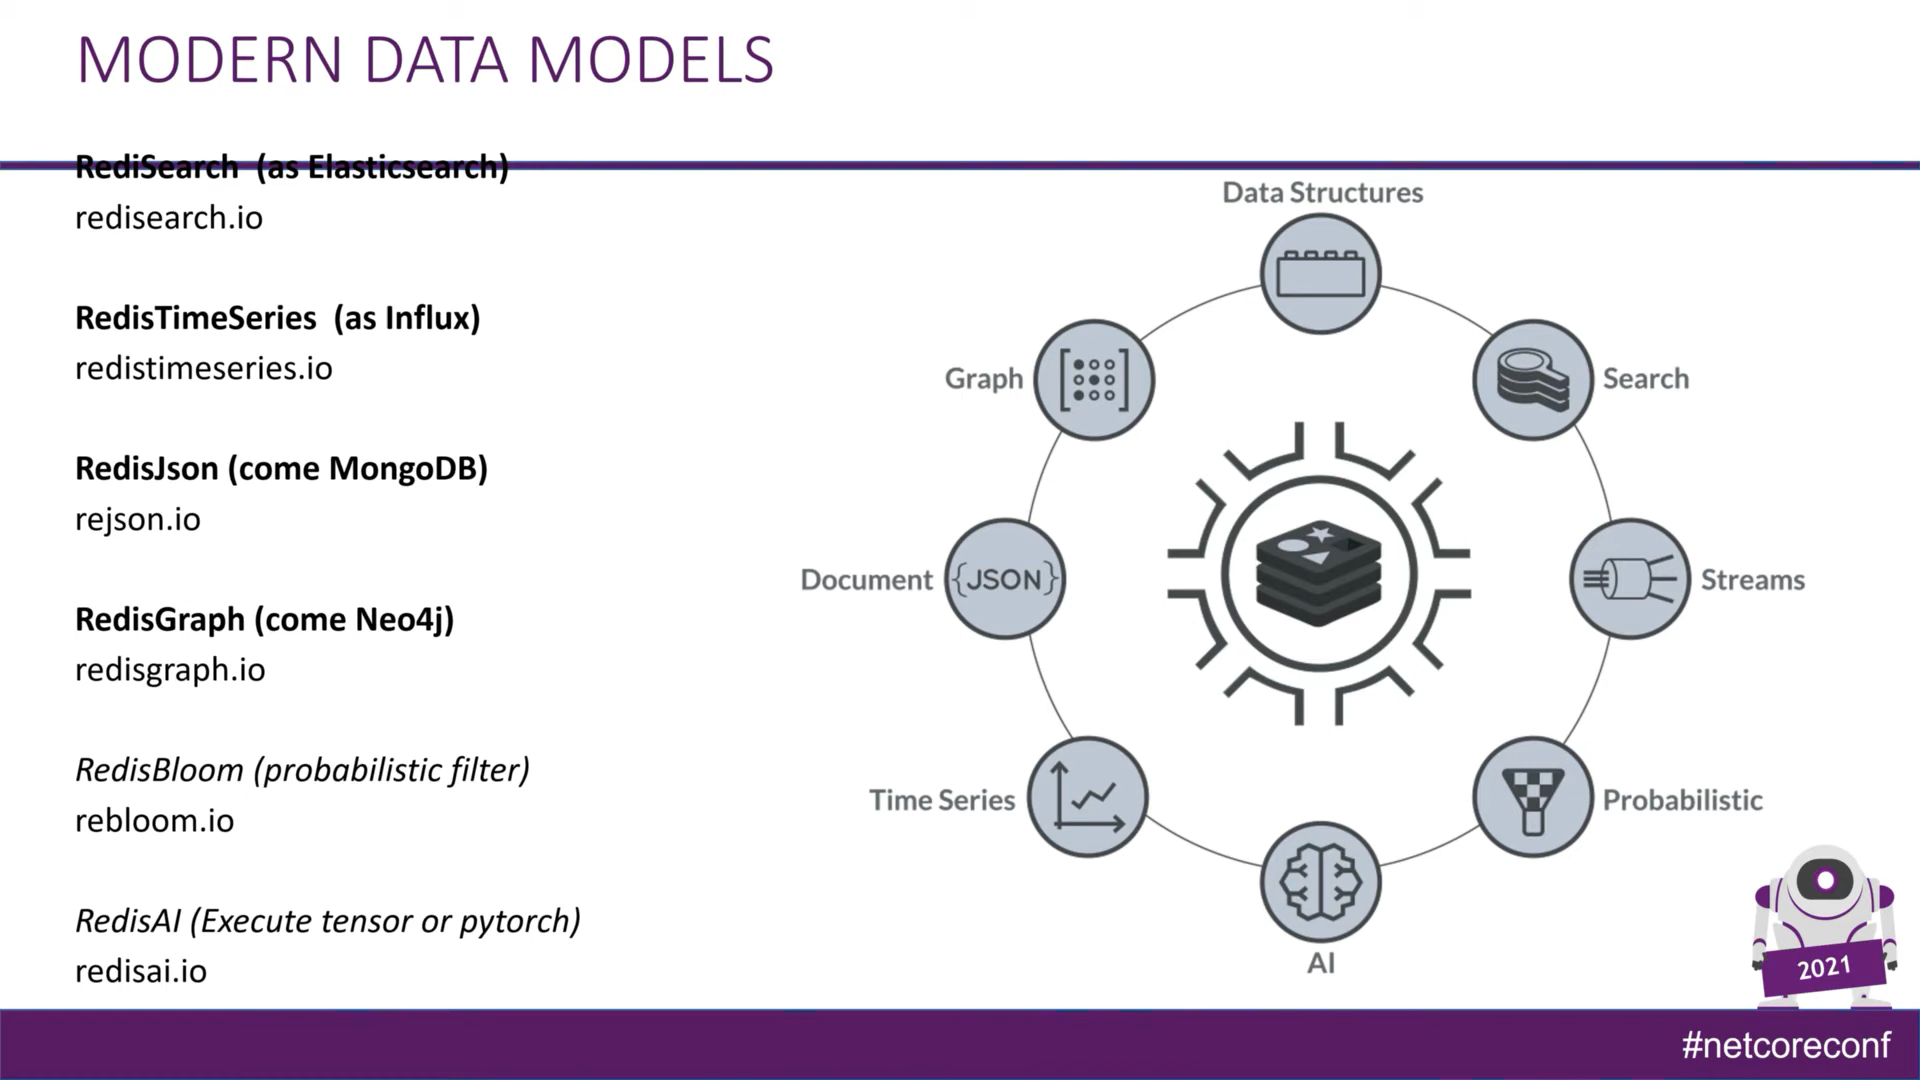 MODERN DATA MODELS
RediSearch  (as Elasticsearch)
redisearch.io
RedisTimeSeries  (as Influx)
redistimeseries.io
RedisJson (come MongoDB)
rejson.io
RedisGraph (come Neo4j)
redisgraph.io
RedisBloom (probabilistic filter)
rebloom.io
RedisAI (Execute tensor or pytorch)
redisai.io
Data Structures
Graph
Search
Document
{JSON}
Streams
Time Series
Probabilistic
AI
2021
#netcoreconf